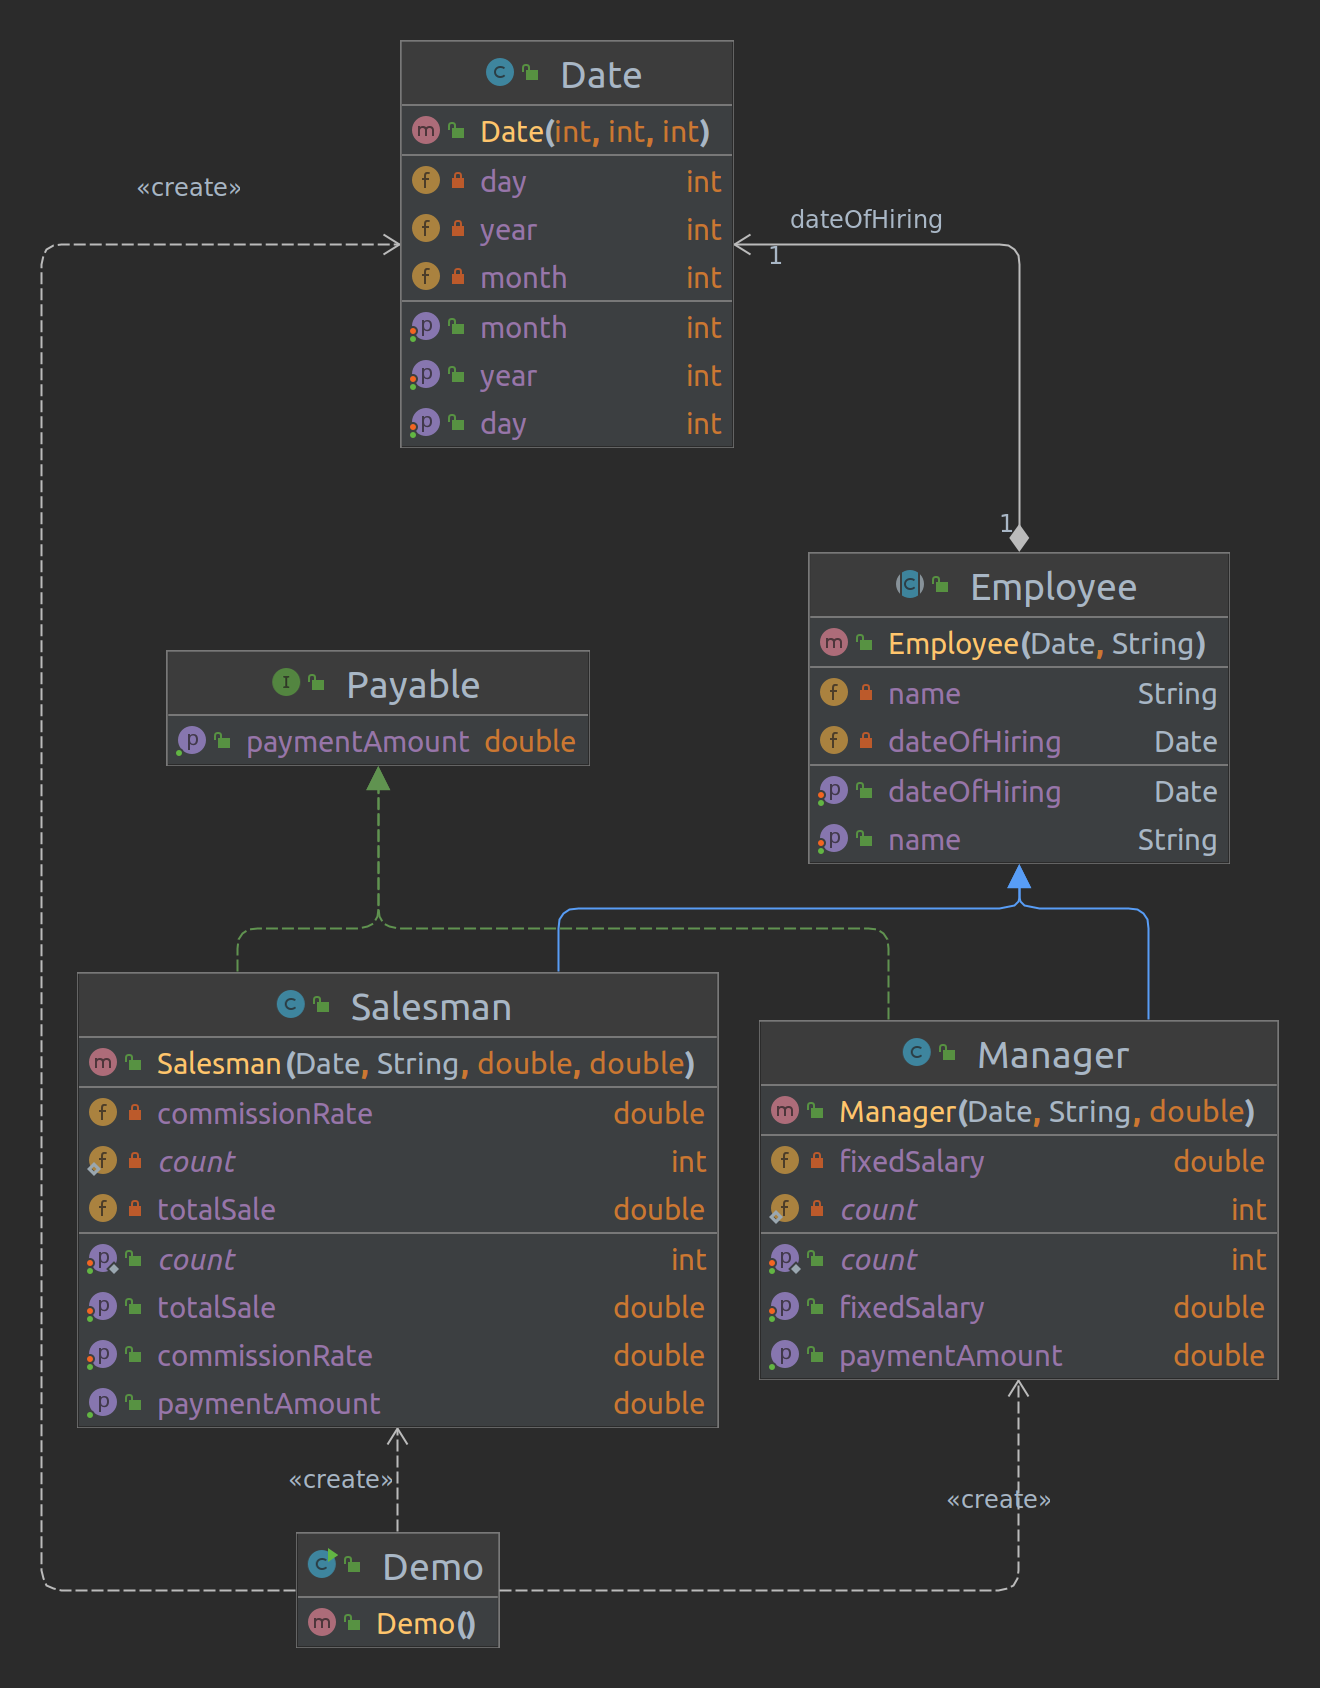 Date
Date(int, int, int)
day int
year int
month int
month int
year int
day int
«create»
dateOfHiring
1
1
Employee
Employee(Date, String)
name String
dateOfHiring Date
dateOfHiring Date
name String
Payable
paymentAmount double
Salesman
Salesman(Date, String, double, double)
commissionRate double
count int
totalSale double
count int
totalSale double
commissionRate double
paymentAmount double
Manager
Manager(Date, String, double)
fixedSalary double
count int
count int
fixedSalary double
paymentAmount double
«create»
«create»
Demo
Demo()